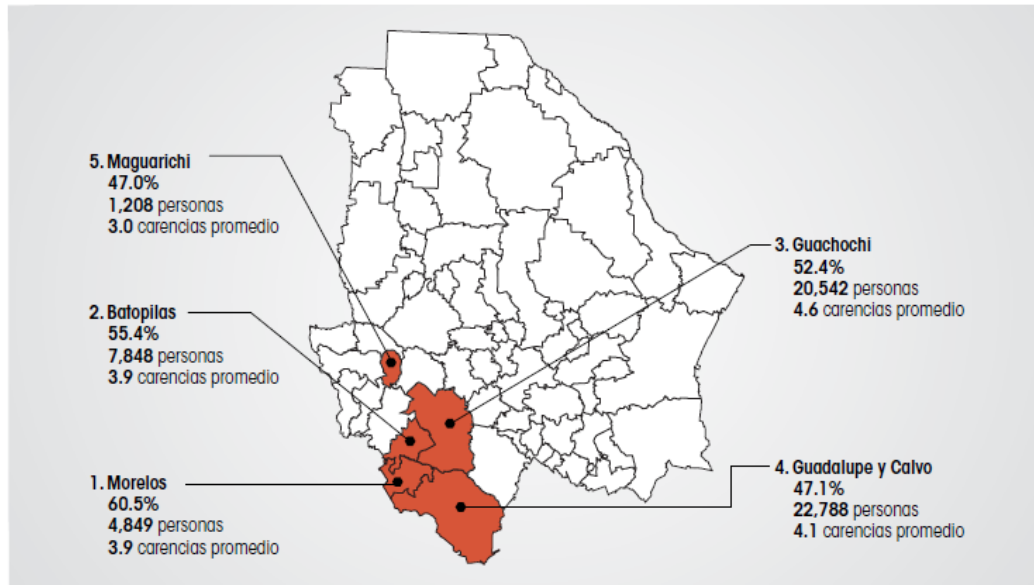 5. Maguarichi
47.0%
1,208 personas
3.0 carencias promedio
2. Batopilas
55.4%
7,848 personas
3.9 carencias promedio
1. Morelos
60.5%
4,849 personas
3.9 carencias promedio
3. Guachochi
52.4%
20,542 personas
4.6 carencias promedio
4. Guadalupe y Calvo
47.1%
22,788 personas
4.1 carencias promedio